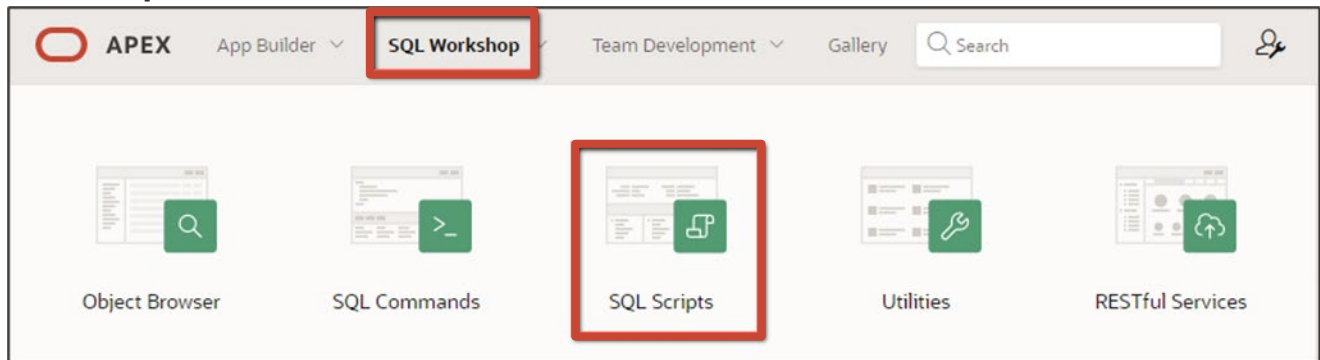 APEX App Builder SQL Workshop Team Development Gallery Search
Object Browser SQL Commands SQL Scripts Utilities RESTful Services